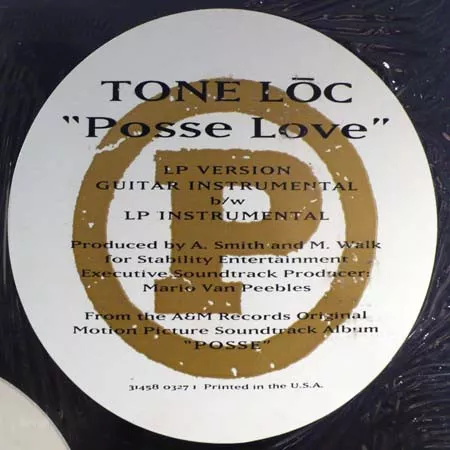 TONE LŌC
"Posse Love"
LP VERSION
GUITAR INSTRUMENTAL
b/w
LP INSTRUMENTAL
Produced by A. Smith and M. Walk
for Stability Entertainment
Executive Soundtrack Producer:
Mario Van Peebles
From the A&M Records Original
Motion Picture Soundtrack Album
"POSSE"
31458 0327 1 Printed in the U.S.A.
P